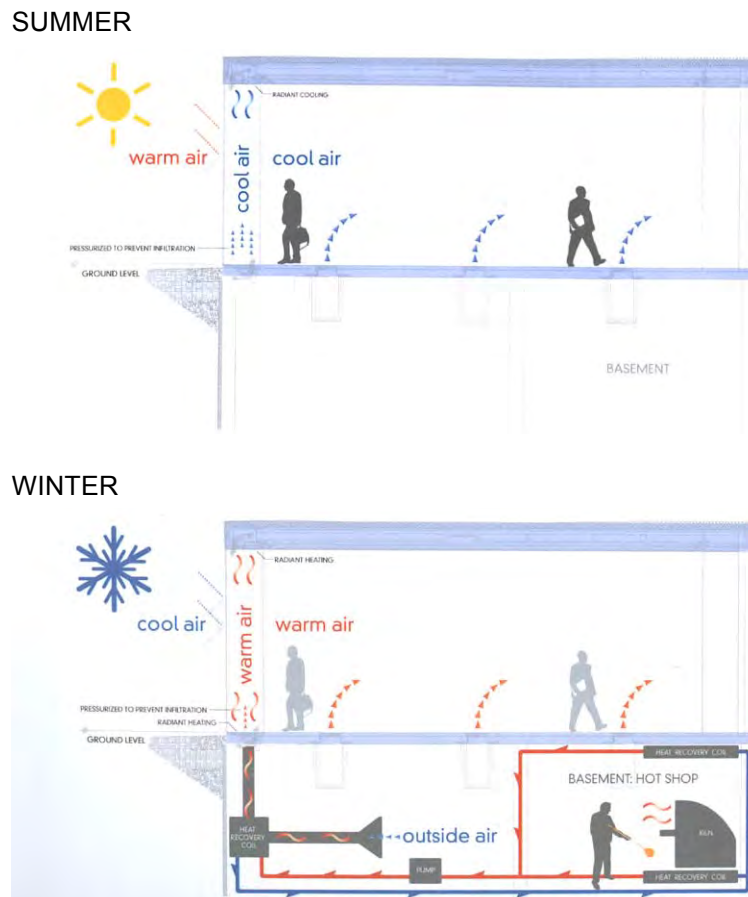 SUMMER
RADIANT COOLING
warm air
cool air
cool air
PRESSURIZED TO PREVENT INFILTRATION
GROUND LEVEL
BASEMENT
WINTER
RADIANT HEATING
cool air
warm air
warm air
PRESSURIZED TO PREVENT INFILTRATION
RADIANT HEATING
GROUND LEVEL
HEAT RECOVERY COIL
BASEMENT: HOT SHOP
HEAT
RECOVERY
COIL
outside air
KILN
PUMP
HEAT RECOVERY COIL